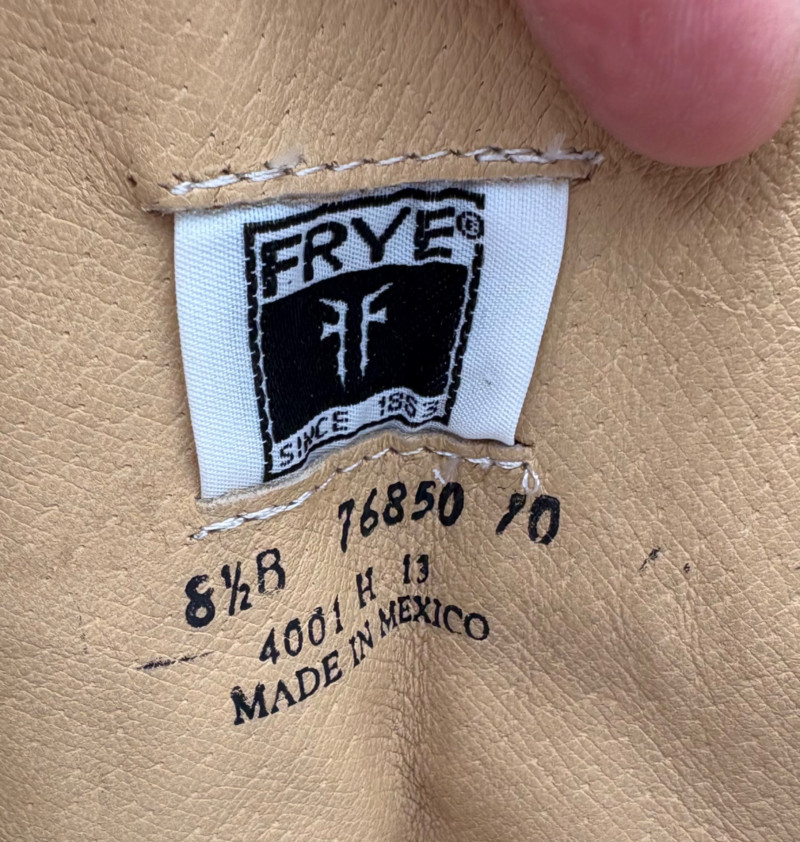 FRYE®
SINCE 1863
76850 70
8½B
4001 H 13
MADE IN MEXICO